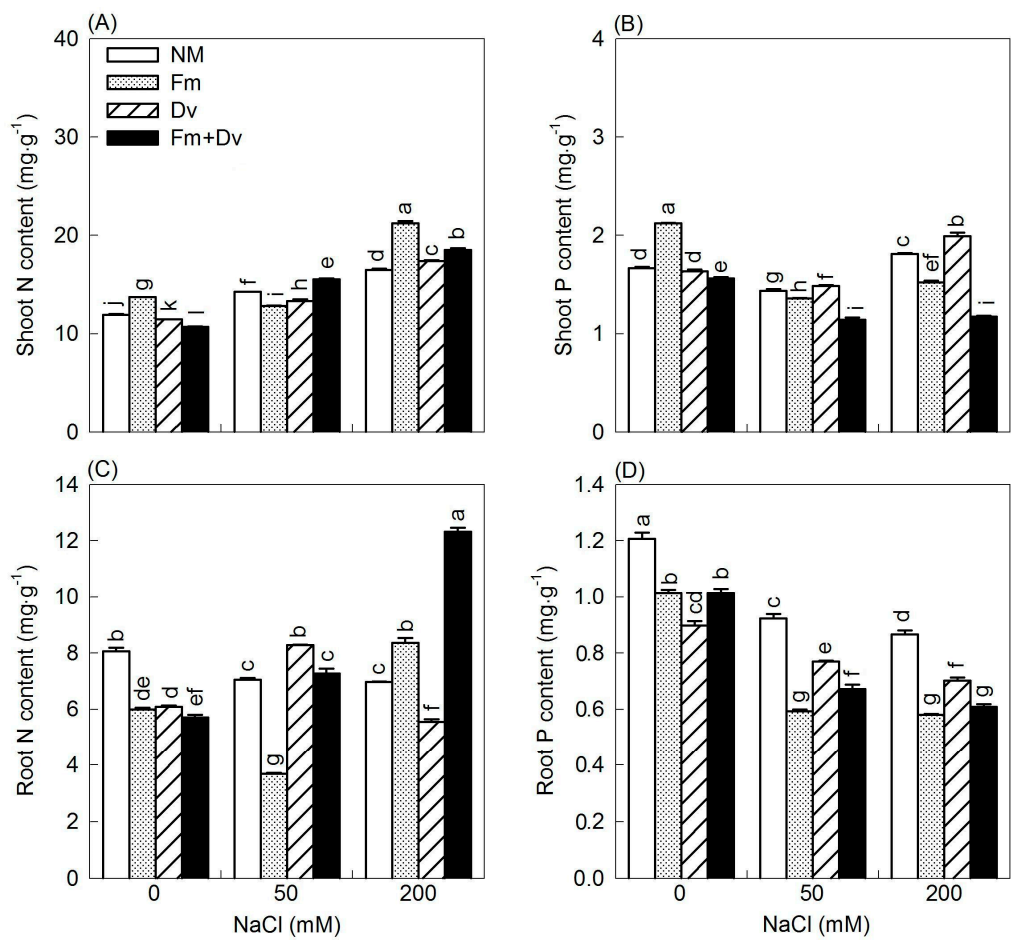 (A)
40
30
20
10
0
Shoot N content (mg·g⁻¹)
NM
Fm
Dv
Fm+Dv
j g k l
f i h e
d a c b
(B)
4
3
2
1
0
Shoot P content (mg·g⁻¹)
d a d e
g h f i
c ef b i
(C)
14
12
10
8
6
4
2
0
Root N content (mg·g⁻¹)
b de d ef
c g b c
c b f a
0 50 200
NaCl (mM)
(D)
1.4
1.2
1.0
0.8
0.6
0.4
0.2
0.0
Root P content (mg·g⁻¹)
a b cd b
c g e f
d g f g
0 50 200
NaCl (mM)